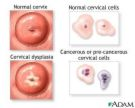 Normal cervix
Normal cervical cells
Cervical dysplasia
Cancerous or pre-cancerous
cervical cells
ADAM